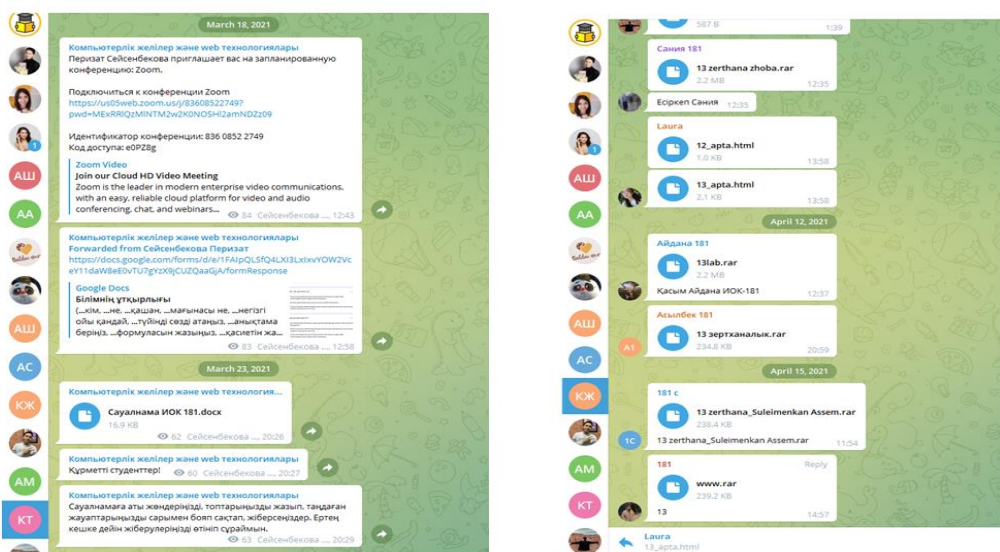 March 18, 2021
Компьютерлік желілер және web технологиялары
Перизат Сейсенбекова приглашает вас на запланированную
конференцию: Zoom.
Подключиться к конференции Zoom
https://us05web.zoom.us/j/83608522749?
pwd=MExRRlQzMlNTM2w2K0NOSHl2amNDZz09
Идентификатор конференции: 836 0852 2749
Код доступа: e0PZ8g
Zoom Video
Join our Cloud HD Video Meeting
Zoom is the leader in modern enterprise video communications,
with an easy, reliable cloud platform for video and audio
conferencing, chat, and webinars...
84 Сейсенбекова ..., 12:43
Компьютерлік желілер және web технологиялары
Forwarded from Сейсенбекова Перизат
https://docs.google.com/forms/d/e/1FAIpQLSfQ4LXI3LxIxvYOW2Vc
eY11daW8eE0vTU7gYzX9jCUZQaaGjA/formResponse
Google Docs
Білімнің ұтқырлығы
(...кім, ...не, ...қашан, ...мағынасы не, ...негізгі
ойы қандай, ...түйінді сөзді атаңыз, ...анықтама
беріңіз, ...формуласын жазыңыз, ...қасиетін жа...
83 Сейсенбекова ..., 12:58
March 23, 2021
Компьютерлік желілер және web технология...
Сауалнама ИОК 181.docx
16.9 KB
62 Сейсенбекова ..., 20:26
Компьютерлік желілер және web технологиялары
Құрметті студенттер!
60 Сейсенбекова ..., 20:27
Компьютерлік желілер және web технологиялары
Сауалнамаға аты жөндеріңізді, топтарыңызды жазып, таңдаған
жауаптарыңызды сарымен бояп сақтап, жіберсеңіздер. Ертең
кешке дейін жіберулеріңізді өтініп сұраймын.
63 Сейсенбекова ..., 20:29
1
АШ
АА
АШ
АС
КЖ
АМ
КТ
587 B
1:39
Сания 181
13 zerthana zhoba.rar
2.2 MB
12:35
Есіркеп Сания 12:35
Laura
12_apta.html
1.0 KB
13:58
13_apta.html
2.1 KB
13:58
April 12, 2021
Айдана 181
13lab.rar
2.2 MB
Қасым Айдана ИОК-181
12:37
Асылбек 181
13 зертханалык.rar
234.8 KB
20:59
А1
April 15, 2021
181 с
13 zerthana_Suleimenkan Assem.rar
238.4 KB
13 zerthana_Suleimenkan Assem.rar
11:54
1С
181
Reply
www.rar
239.2 KB
13
14:57
Laura
13_apta.html
1
АШ
АА
АШ
АС
КЖ
АМ
КТ